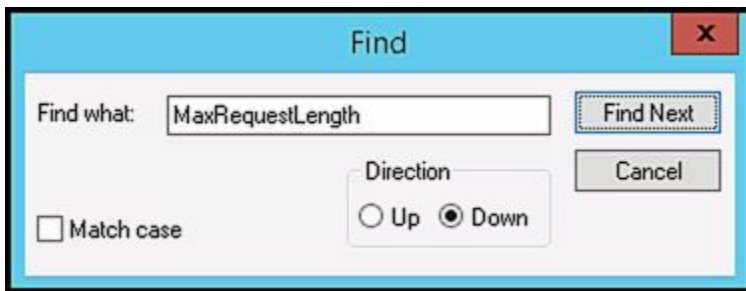 Find
x
Find what: MaxRequestLength Find Next
Direction Cancel
Match case Up Down